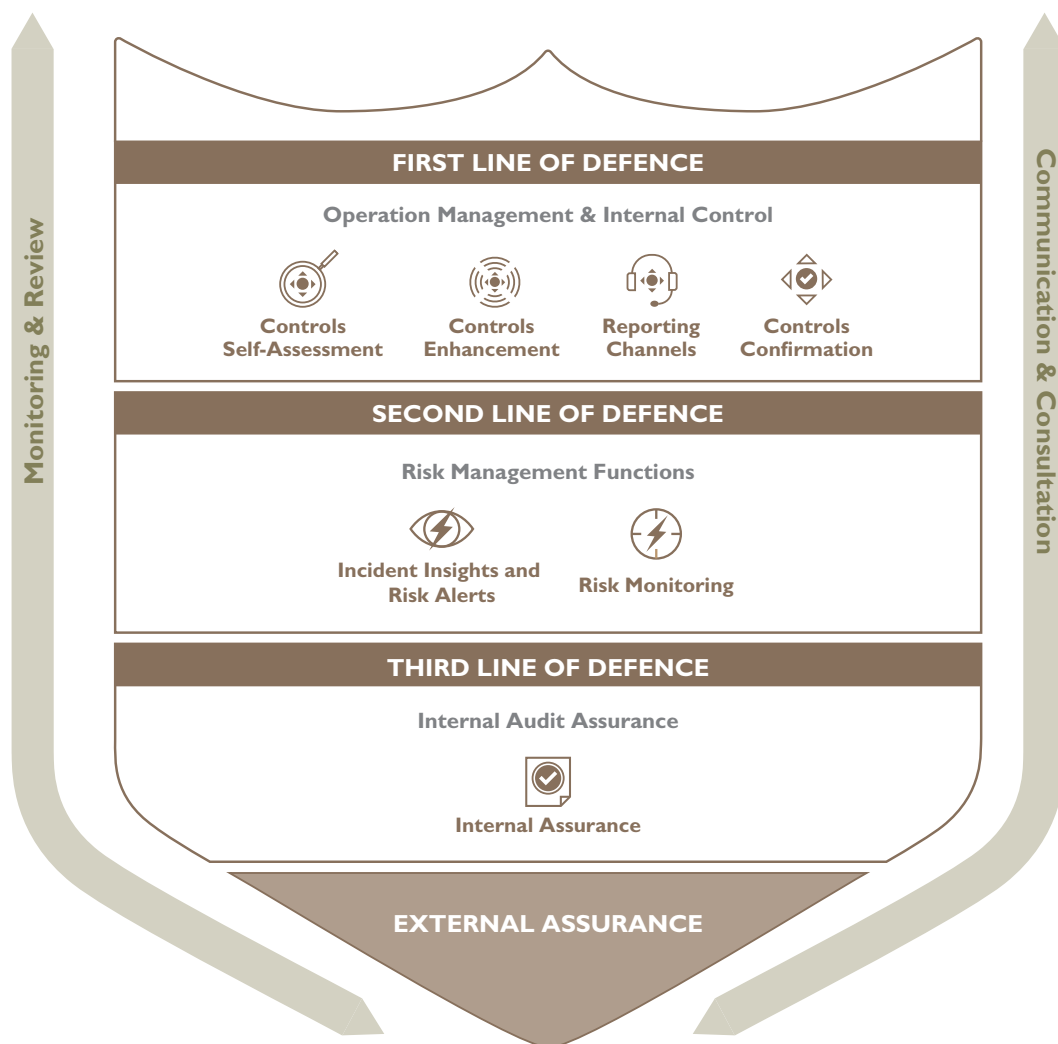 FIRST LINE OF DEFENCE
Operation Management & Internal Control
Controls
Self-Assessment
Controls
Enhancement
Reporting
Channels
Controls
Confirmation
SECOND LINE OF DEFENCE
Risk Management Functions
Incident Insights and
Risk Alerts
Risk Monitoring
THIRD LINE OF DEFENCE
Internal Audit Assurance
Internal Assurance
EXTERNAL ASSURANCE
Monitoring & Review
Communication & Consultation